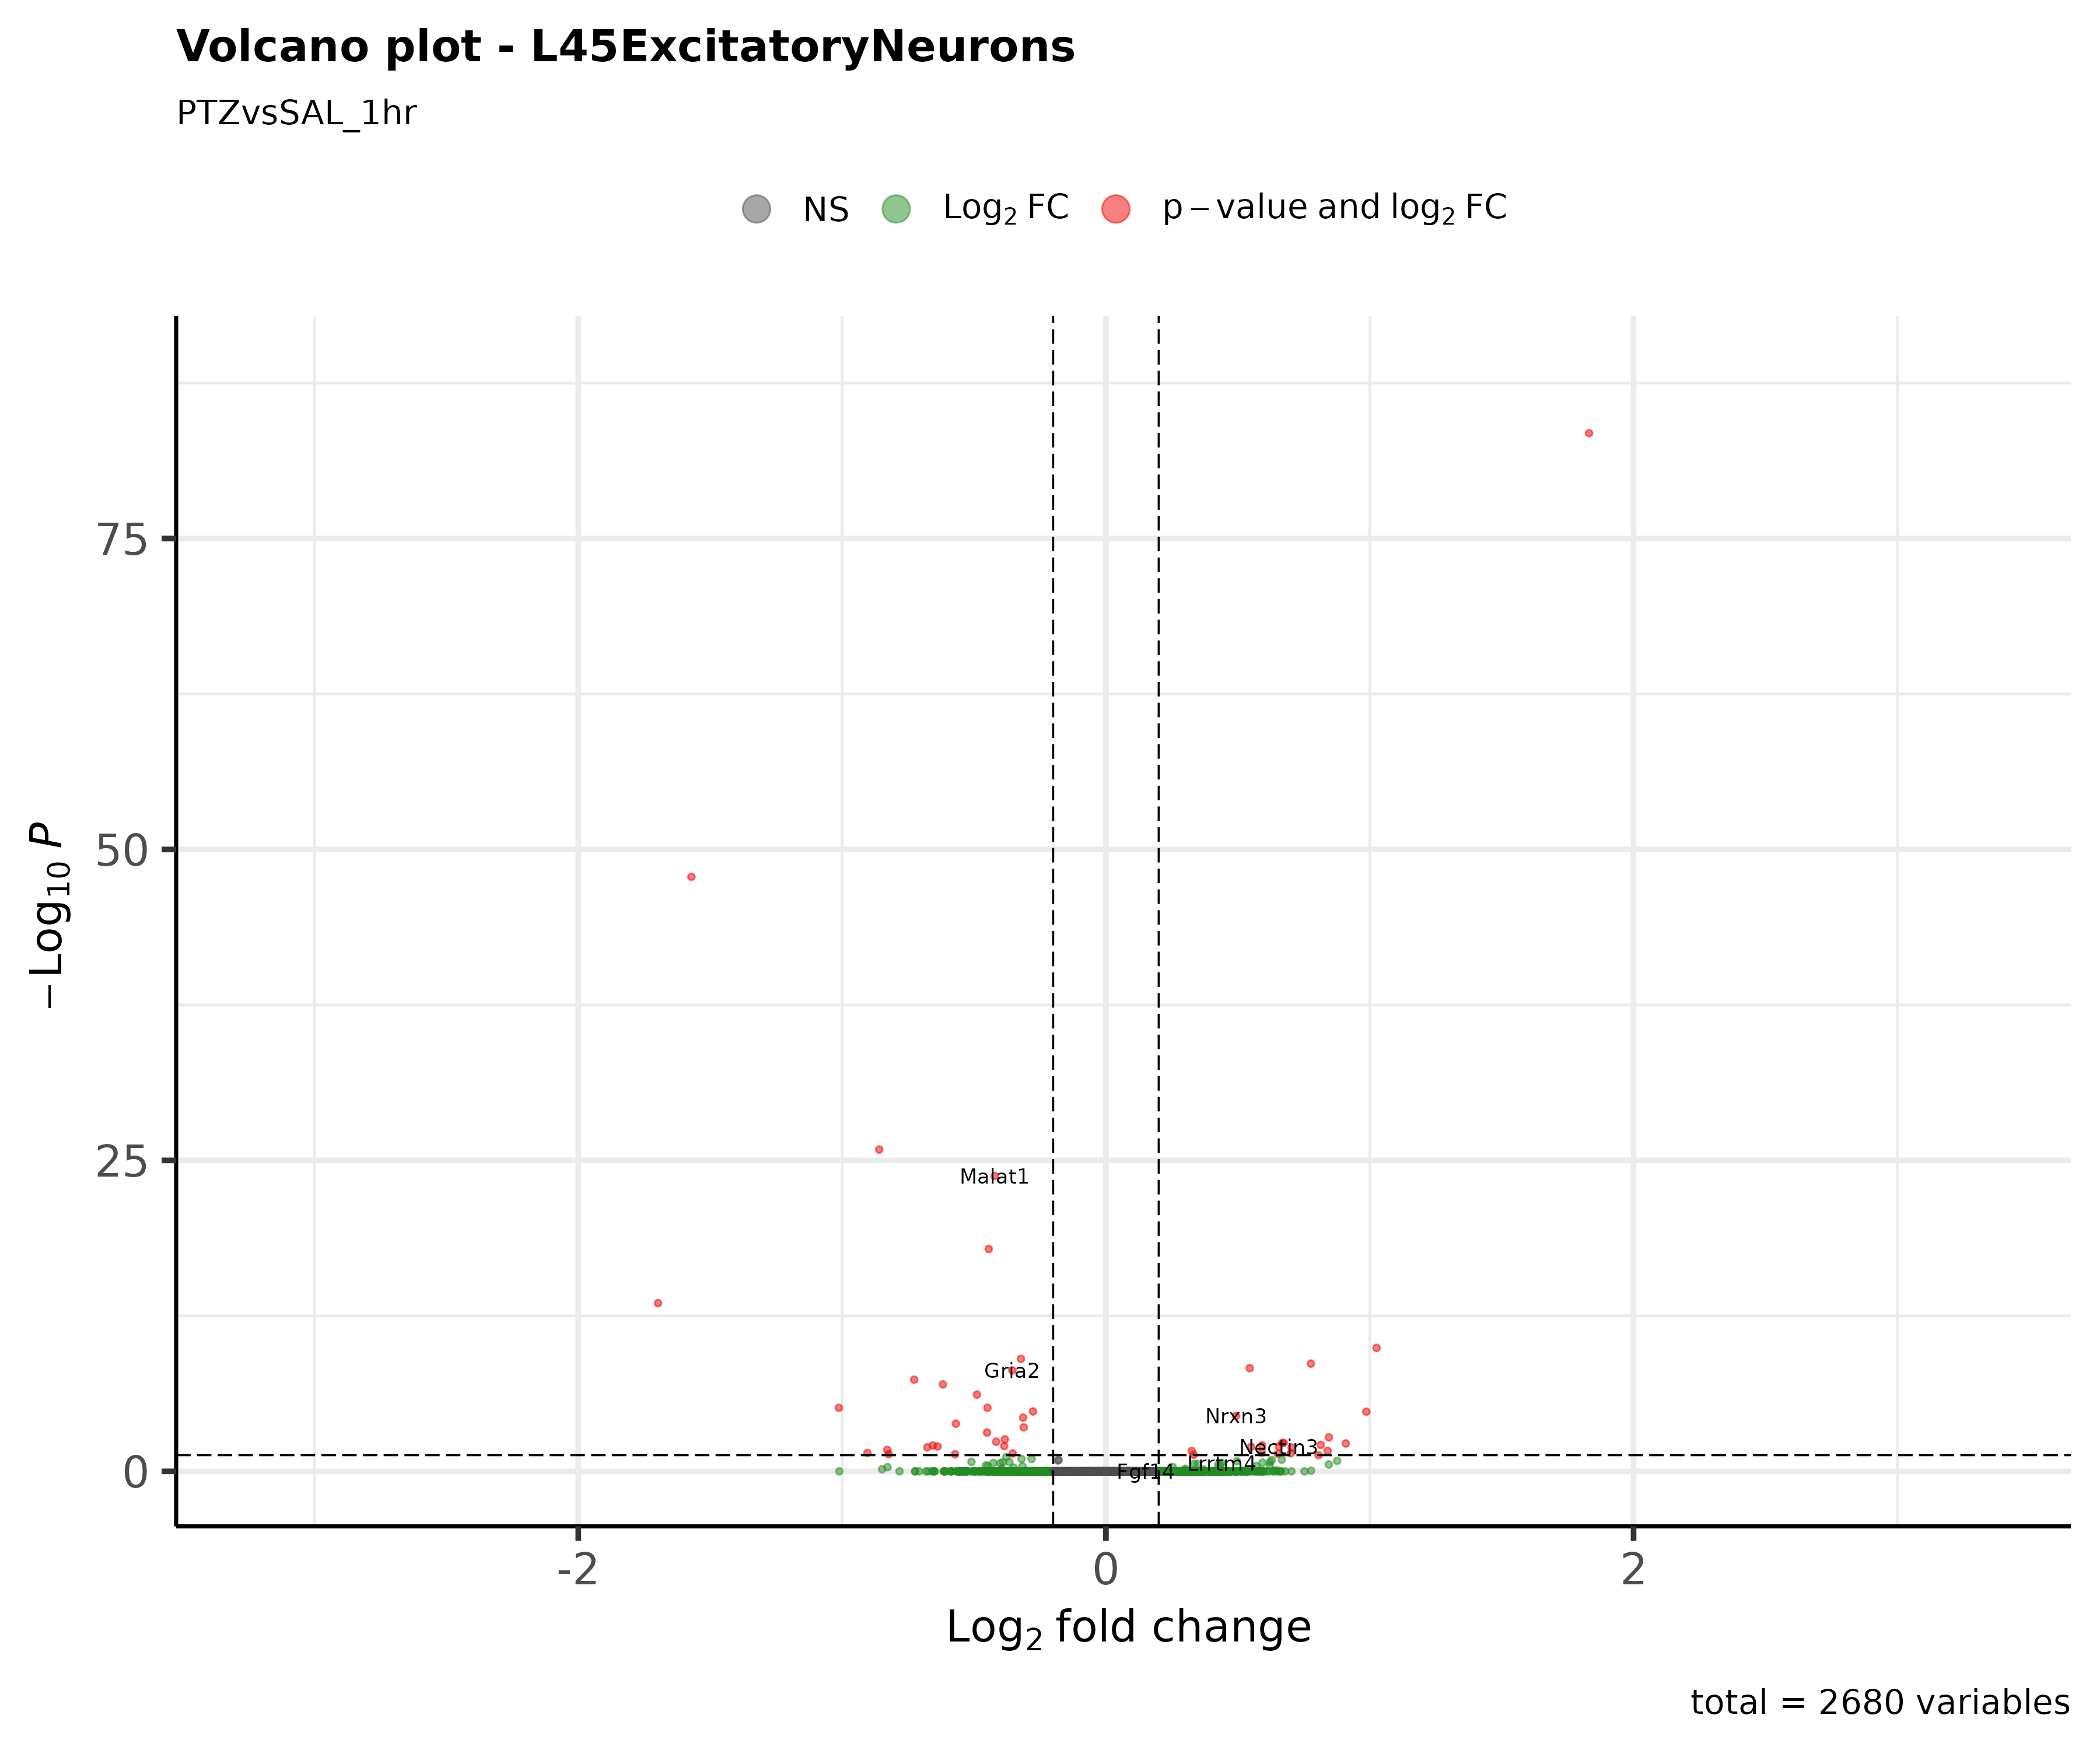 Volcano plot - L45ExcitatoryNeurons
PTZvsSAL_1hr
NS Log2 FC p – value and log2 FC
75
50
25
0
−Log10 P
Malat1
Gria2
Nrxn3
Nectin3
Lrrtm4
Fgf14
-2 0 2
Log2 fold change
total = 2680 variables